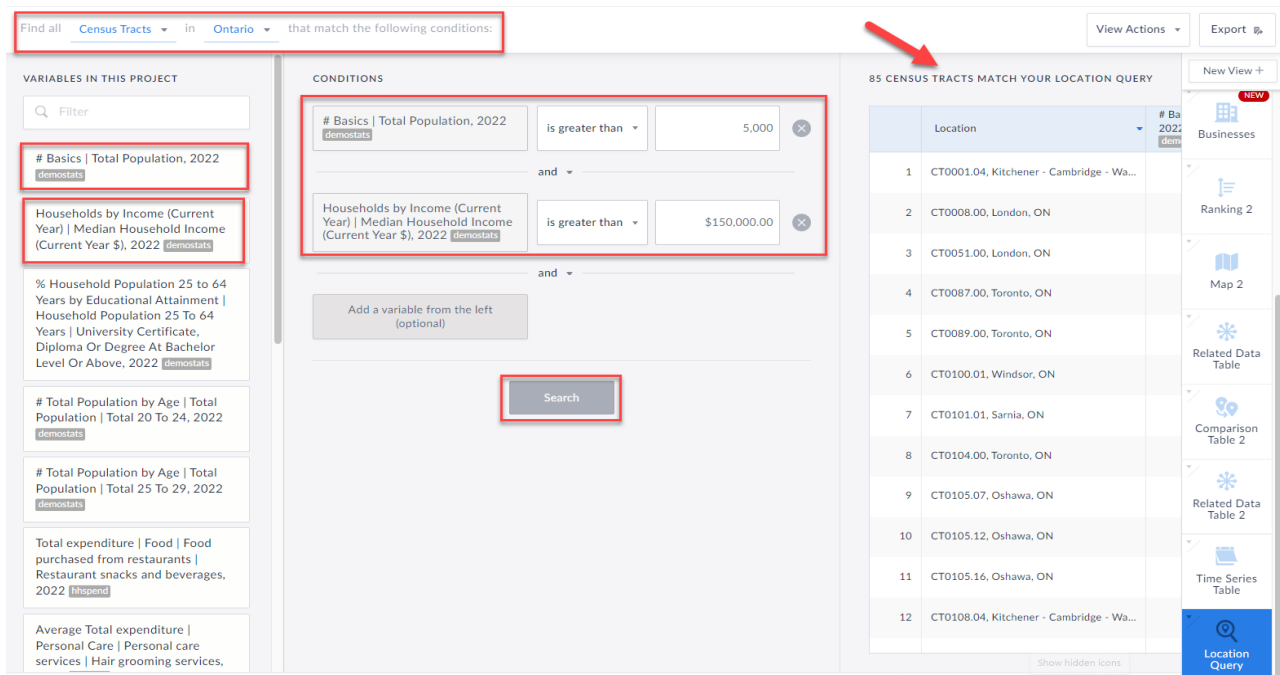 Find all Census Tracts in Ontario that match the following conditions:
View Actions
Export
VARIABLES IN THIS PROJECT
Filter
# Basics | Total Population, 2022
demostats
Households by Income (Current
Year) | Median Household Income
(Current Year $), 2022 demostats
% Household Population 25 to 64
Years by Educational Attainment |
Household Population 25 To 64
Years | University Certificate,
Diploma Or Degree At Bachelor
Level Or Above, 2022 demostats
# Total Population by Age | Total
Population | Total 20 To 24, 2022
demostats
# Total Population by Age | Total
Population | Total 25 To 29, 2022
demostats
Total expenditure | Food | Food
purchased from restaurants |
Restaurant snacks and beverages,
2022 hhspend
Average Total expenditure |
Personal Care | Personal care
services | Hair grooming services,
CONDITIONS
# Basics | Total Population, 2022
demostats
is greater than
5,000
and
Households by Income (Current
Year) | Median Household Income
(Current Year $), 2022 demostats
is greater than
$150,000.00
and
Add a variable from the left
(optional)
Search
85 CENSUS TRACTS MATCH YOUR LOCATION QUERY
Location
# Ba
2022
dem
1 CT0001.04, Kitchener - Cambridge - Wa...
2 CT0008.00, London, ON
3 CT0051.00, London, ON
4 CT0087.00, Toronto, ON
5 CT0089.00, Toronto, ON
6 CT0100.01, Windsor, ON
7 CT0101.01, Sarnia, ON
8 CT0104.00, Toronto, ON
9 CT0105.07, Oshawa, ON
10 CT0105.12, Oshawa, ON
11 CT0105.16, Oshawa, ON
12 CT0108.04, Kitchener - Cambridge - Wa...
Show hidden icons
New View +
NEW
Businesses
Ranking 2
Map 2
Related Data
Table
Comparison
Table 2
Related Data
Table 2
Time Series
Table
Location
Query